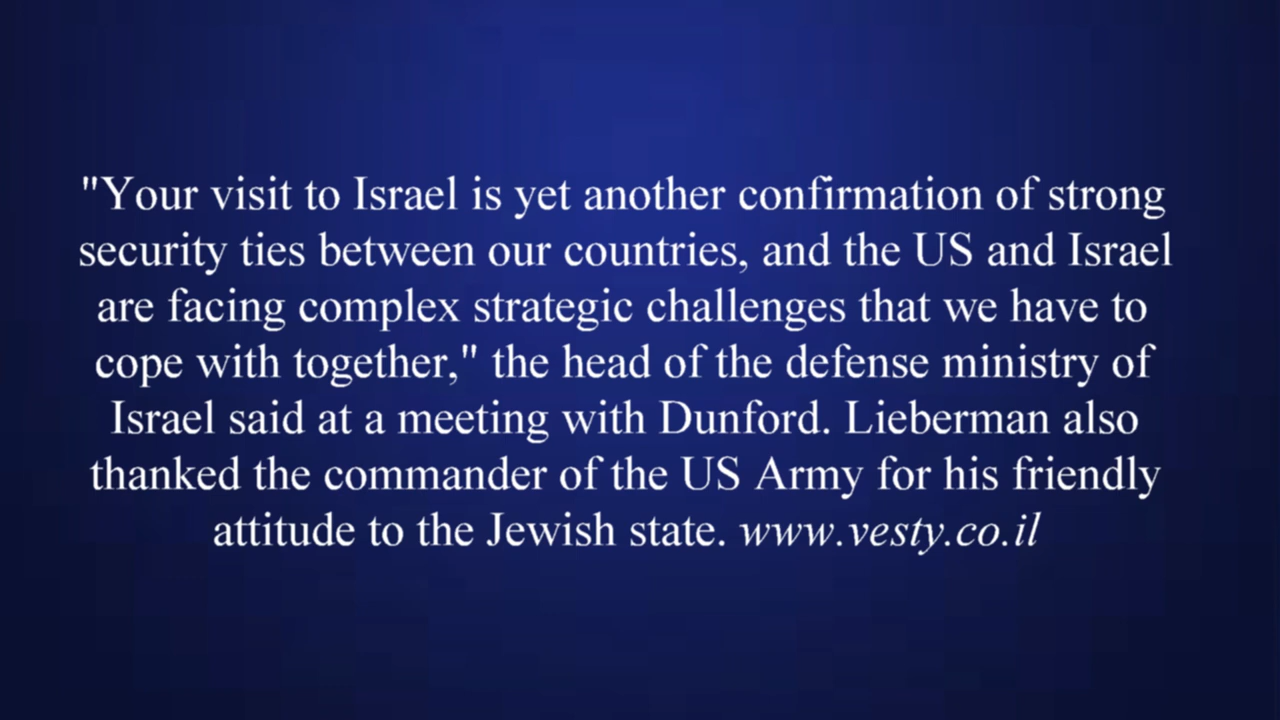 "Your visit to Israel is yet another confirmation of strong
security ties between our countries, and the US and Israel
are facing complex strategic challenges that we have to
cope with together," the head of the defense ministry of
Israel said at a meeting with Dunford. Lieberman also
thanked the commander of the US Army for his friendly
attitude to the Jewish state. www.vesty.co.il